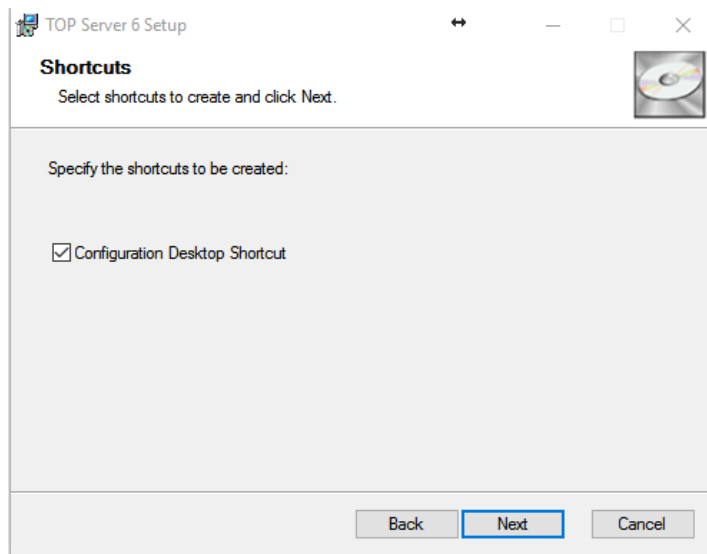 TOP Server 6 Setup
Shortcuts
Select shortcuts to create and click Next.
Specify the shortcuts to be created:
Configuration Desktop Shortcut
Back Next Cancel